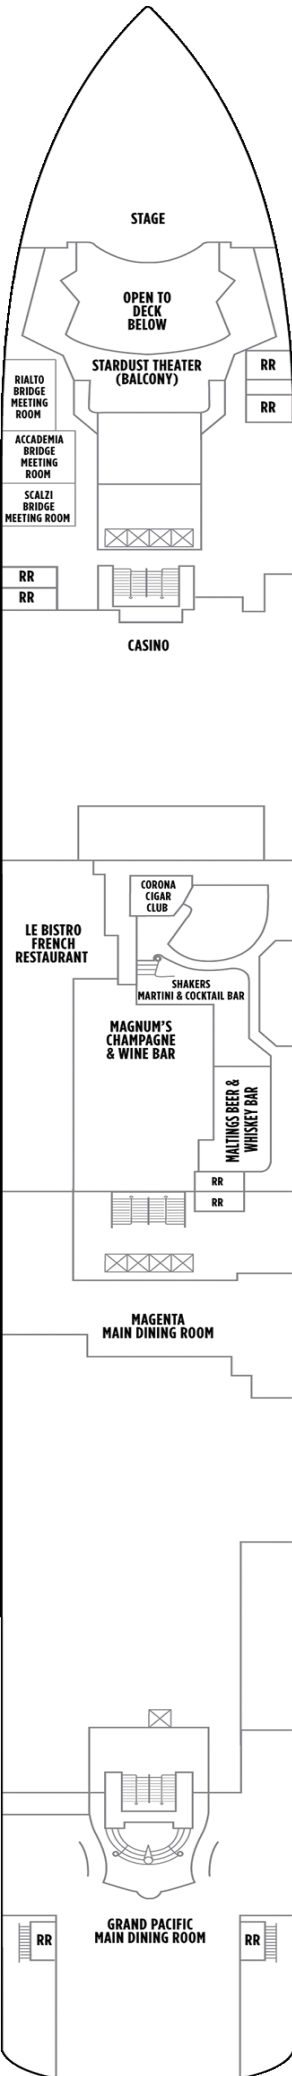 STAGE
OPEN TO
DECK
BELOW
STARDUST THEATER
(BALCONY)
RR
RR
RIALTO
BRIDGE
MEETING
ROOM
ACCADEMIA
BRIDGE
MEETING
ROOM
SCALZI
BRIDGE
MEETING ROOM
RR
RR
CASINO
CORONA
CIGAR
CLUB
LE BISTRO
FRENCH
RESTAURANT
SHAKERS
MARTINI & COCKTAIL BAR
MAGNUM'S
CHAMPAGNE
& WINE BAR
MALTINGS BEER &
WHISKEY BAR
RR
RR
MAGENTA
MAIN DINING ROOM
GRAND PACIFIC
MAIN DINING ROOM
RR
RR